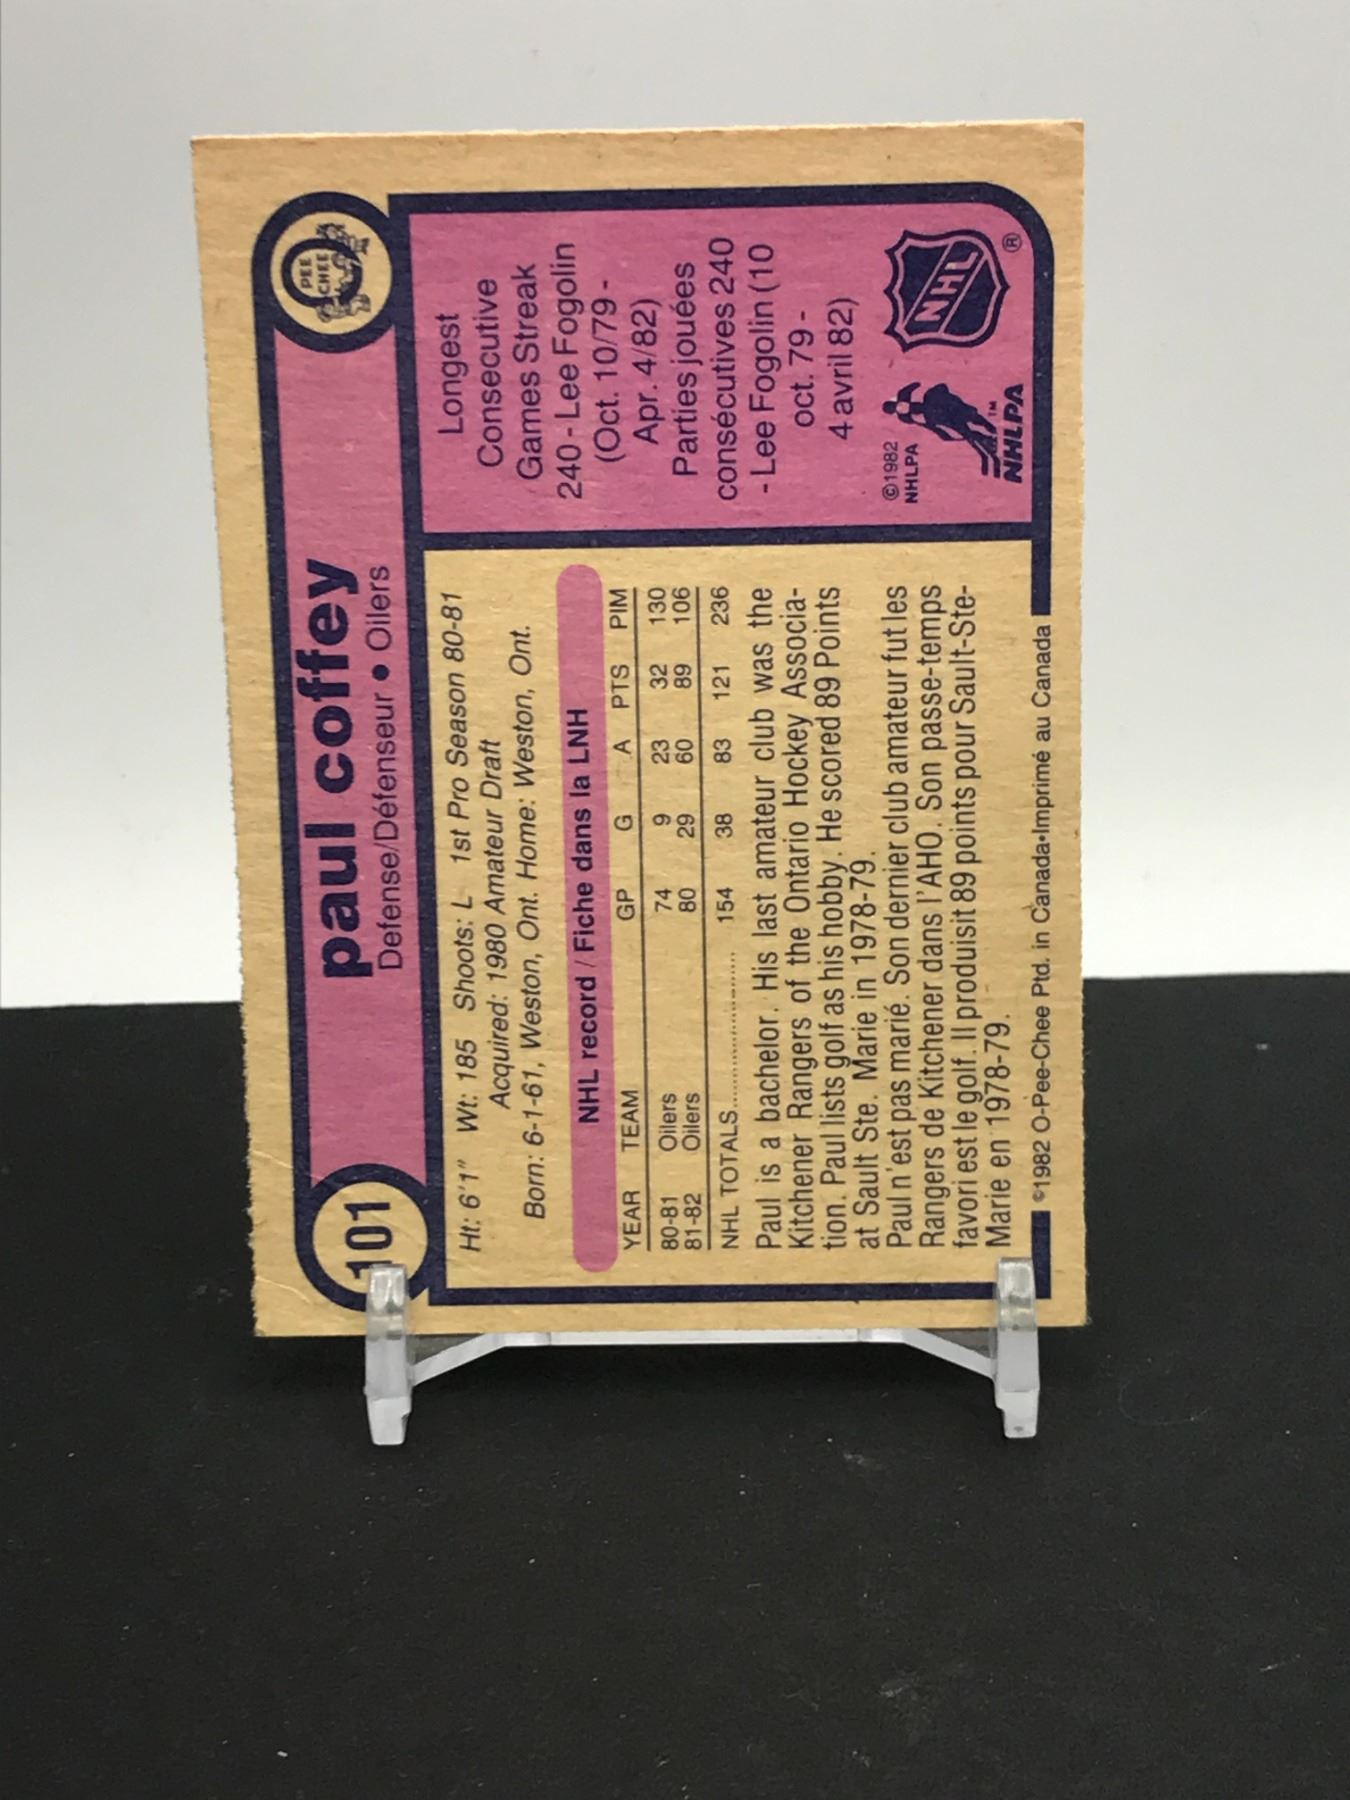 101
paul coffey
Defense/Défenseur • Oilers
O
PEE
CHEE
Ht: 6'1" Wt: 185 Shoots: L 1st Pro Season 80-81
Acquired: 1980 Amateur Draft
Born: 6-1-61, Weston, Ont. Home: Weston, Ont.
NHL record / Fiche dans la LNH
YEAR TEAM GP G A PTS PIM
80-81 Oilers 74 9 23 32 130
81-82 Oilers 80 29 60 89 106
NHL TOTALS.................... 154 38 83 121 236
Paul is a bachelor. His last amateur club was the
Kitchener Rangers of the Ontario Hockey Associa-
tion. Paul lists golf as his hobby. He scored 89 Points
at Sault Ste. Marie in 1978-79.
Paul n'est pas marié. Son dernier club amateur fut les
Rangers de Kitchener dans l'AHO. Son passe-temps
favori est le golf. Il produisit 89 points pour Sault-Ste-
Marie en 1978-79.
©1982 O-Pee-Chee Ptd. in Canada•Imprimé au Canada
Longest
Consecutive
Games Streak
240 - Lee Fogolin
(Oct. 10/79 -
Apr. 4/82)
Parties jouées
consécutives 240
- Lee Fogolin (10
oct. 79 -
4 avril 82)
©1982
NHLPA
NHLPA™
NHL®